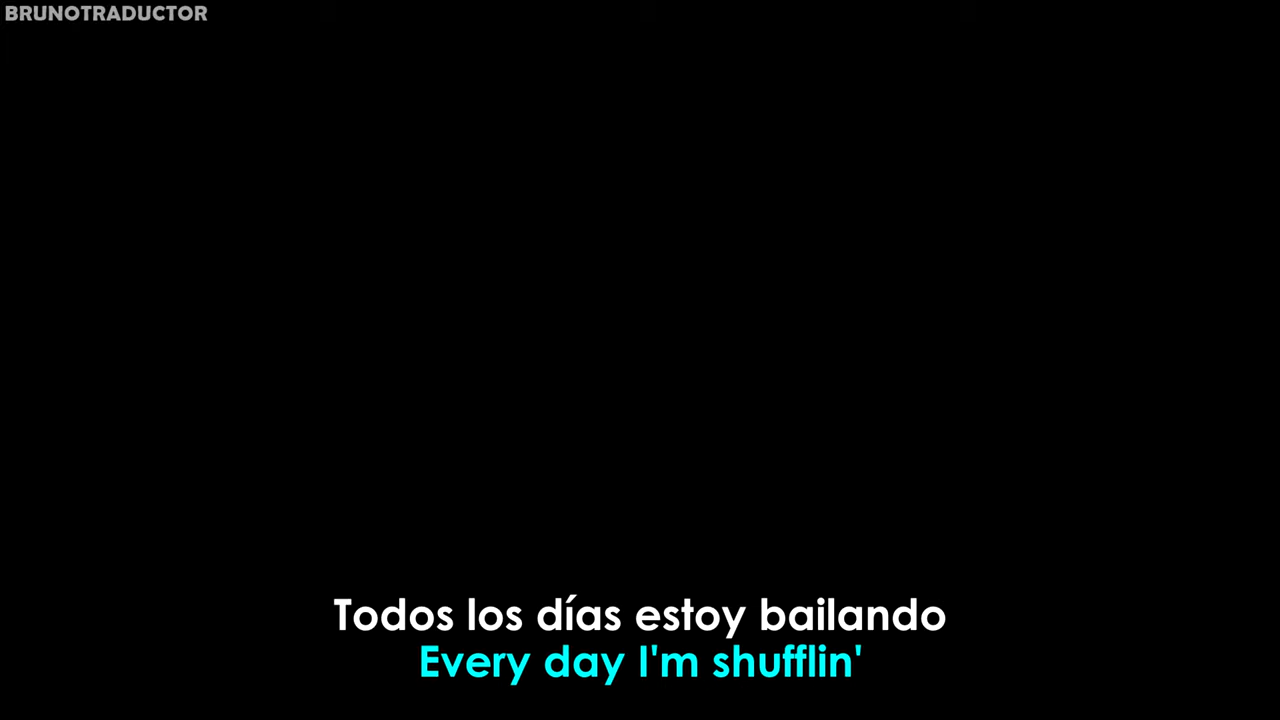 BRUNOTRADUCTOR
Todos los días estoy bailando
Every day I'm shufflin'